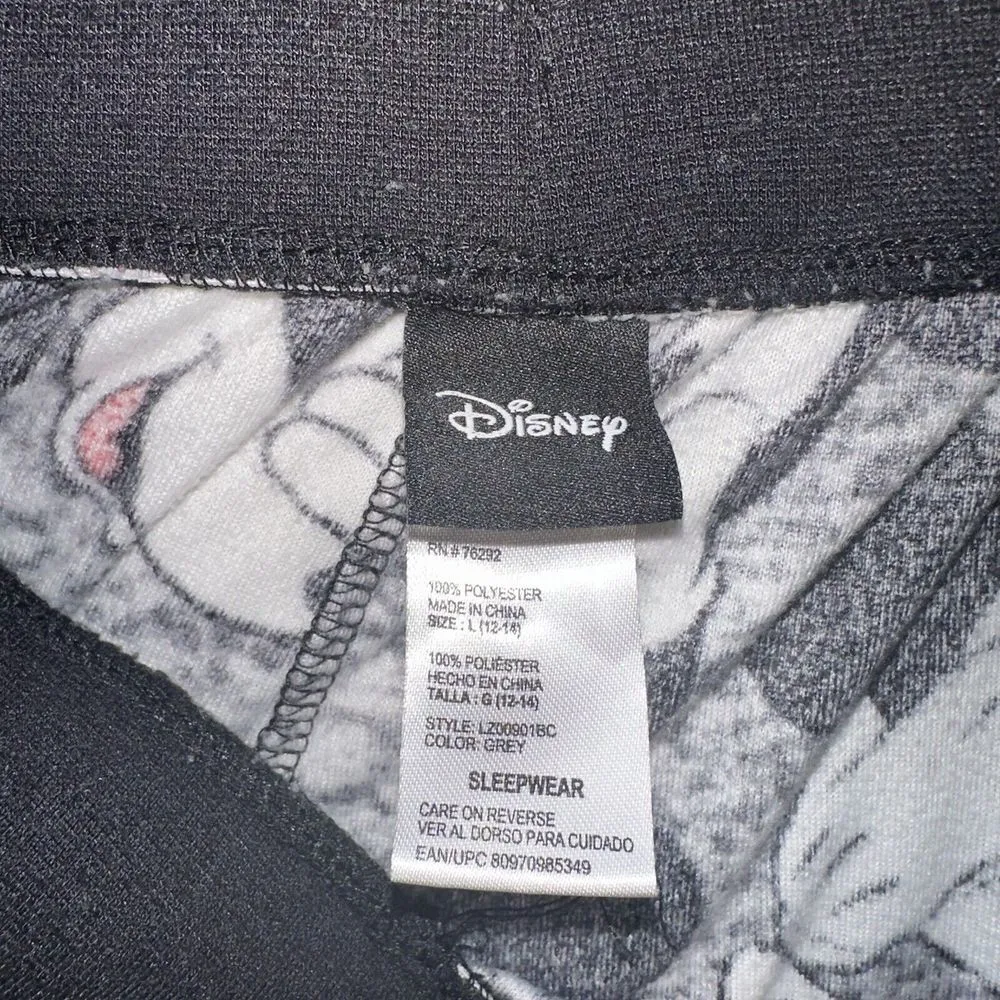 Disney
RN # 76292
100% POLYESTER
MADE IN CHINA
SIZE : L (12-14)
100% POLIÉSTER
HECHO EN CHINA
TALLA : G (12-14)
STYLE: LZ00901BC
COLOR: GREY
SLEEPWEAR
CARE ON REVERSE
VER AL DORSO PARA CUIDADO
EAN/UPC 80970985349